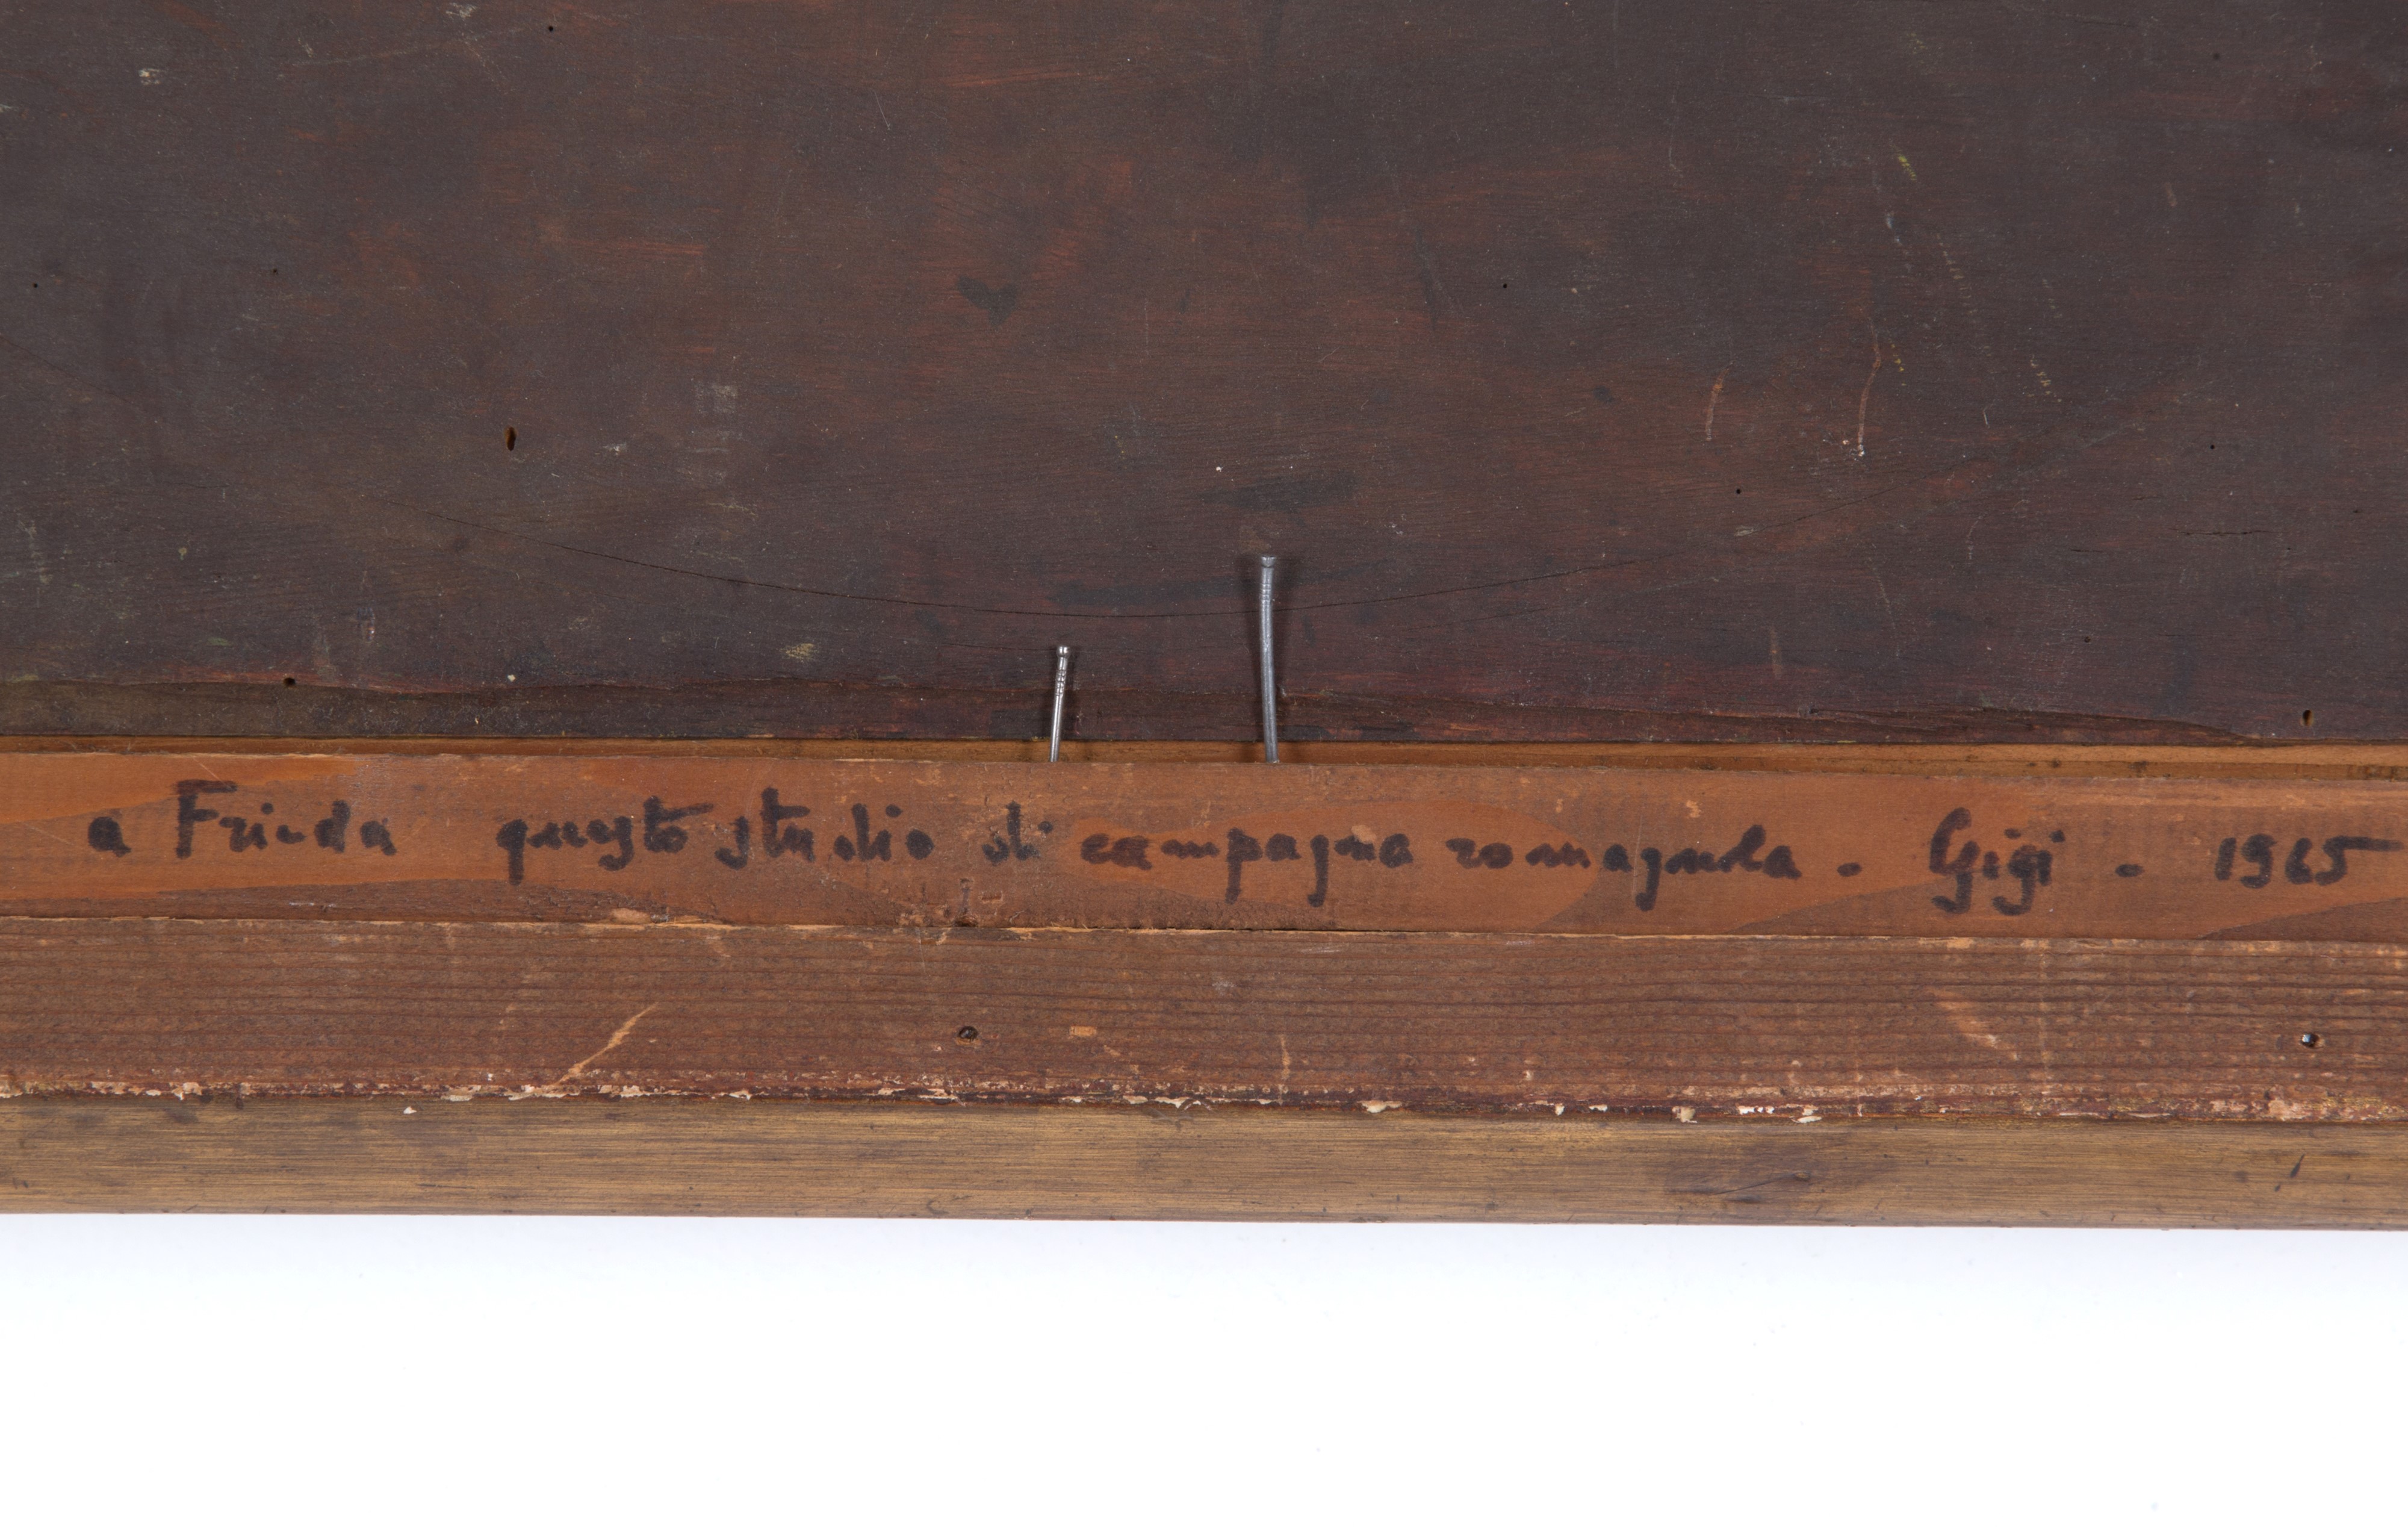 a Frieda questo studio di campagna romagnola. Gigi - 1965